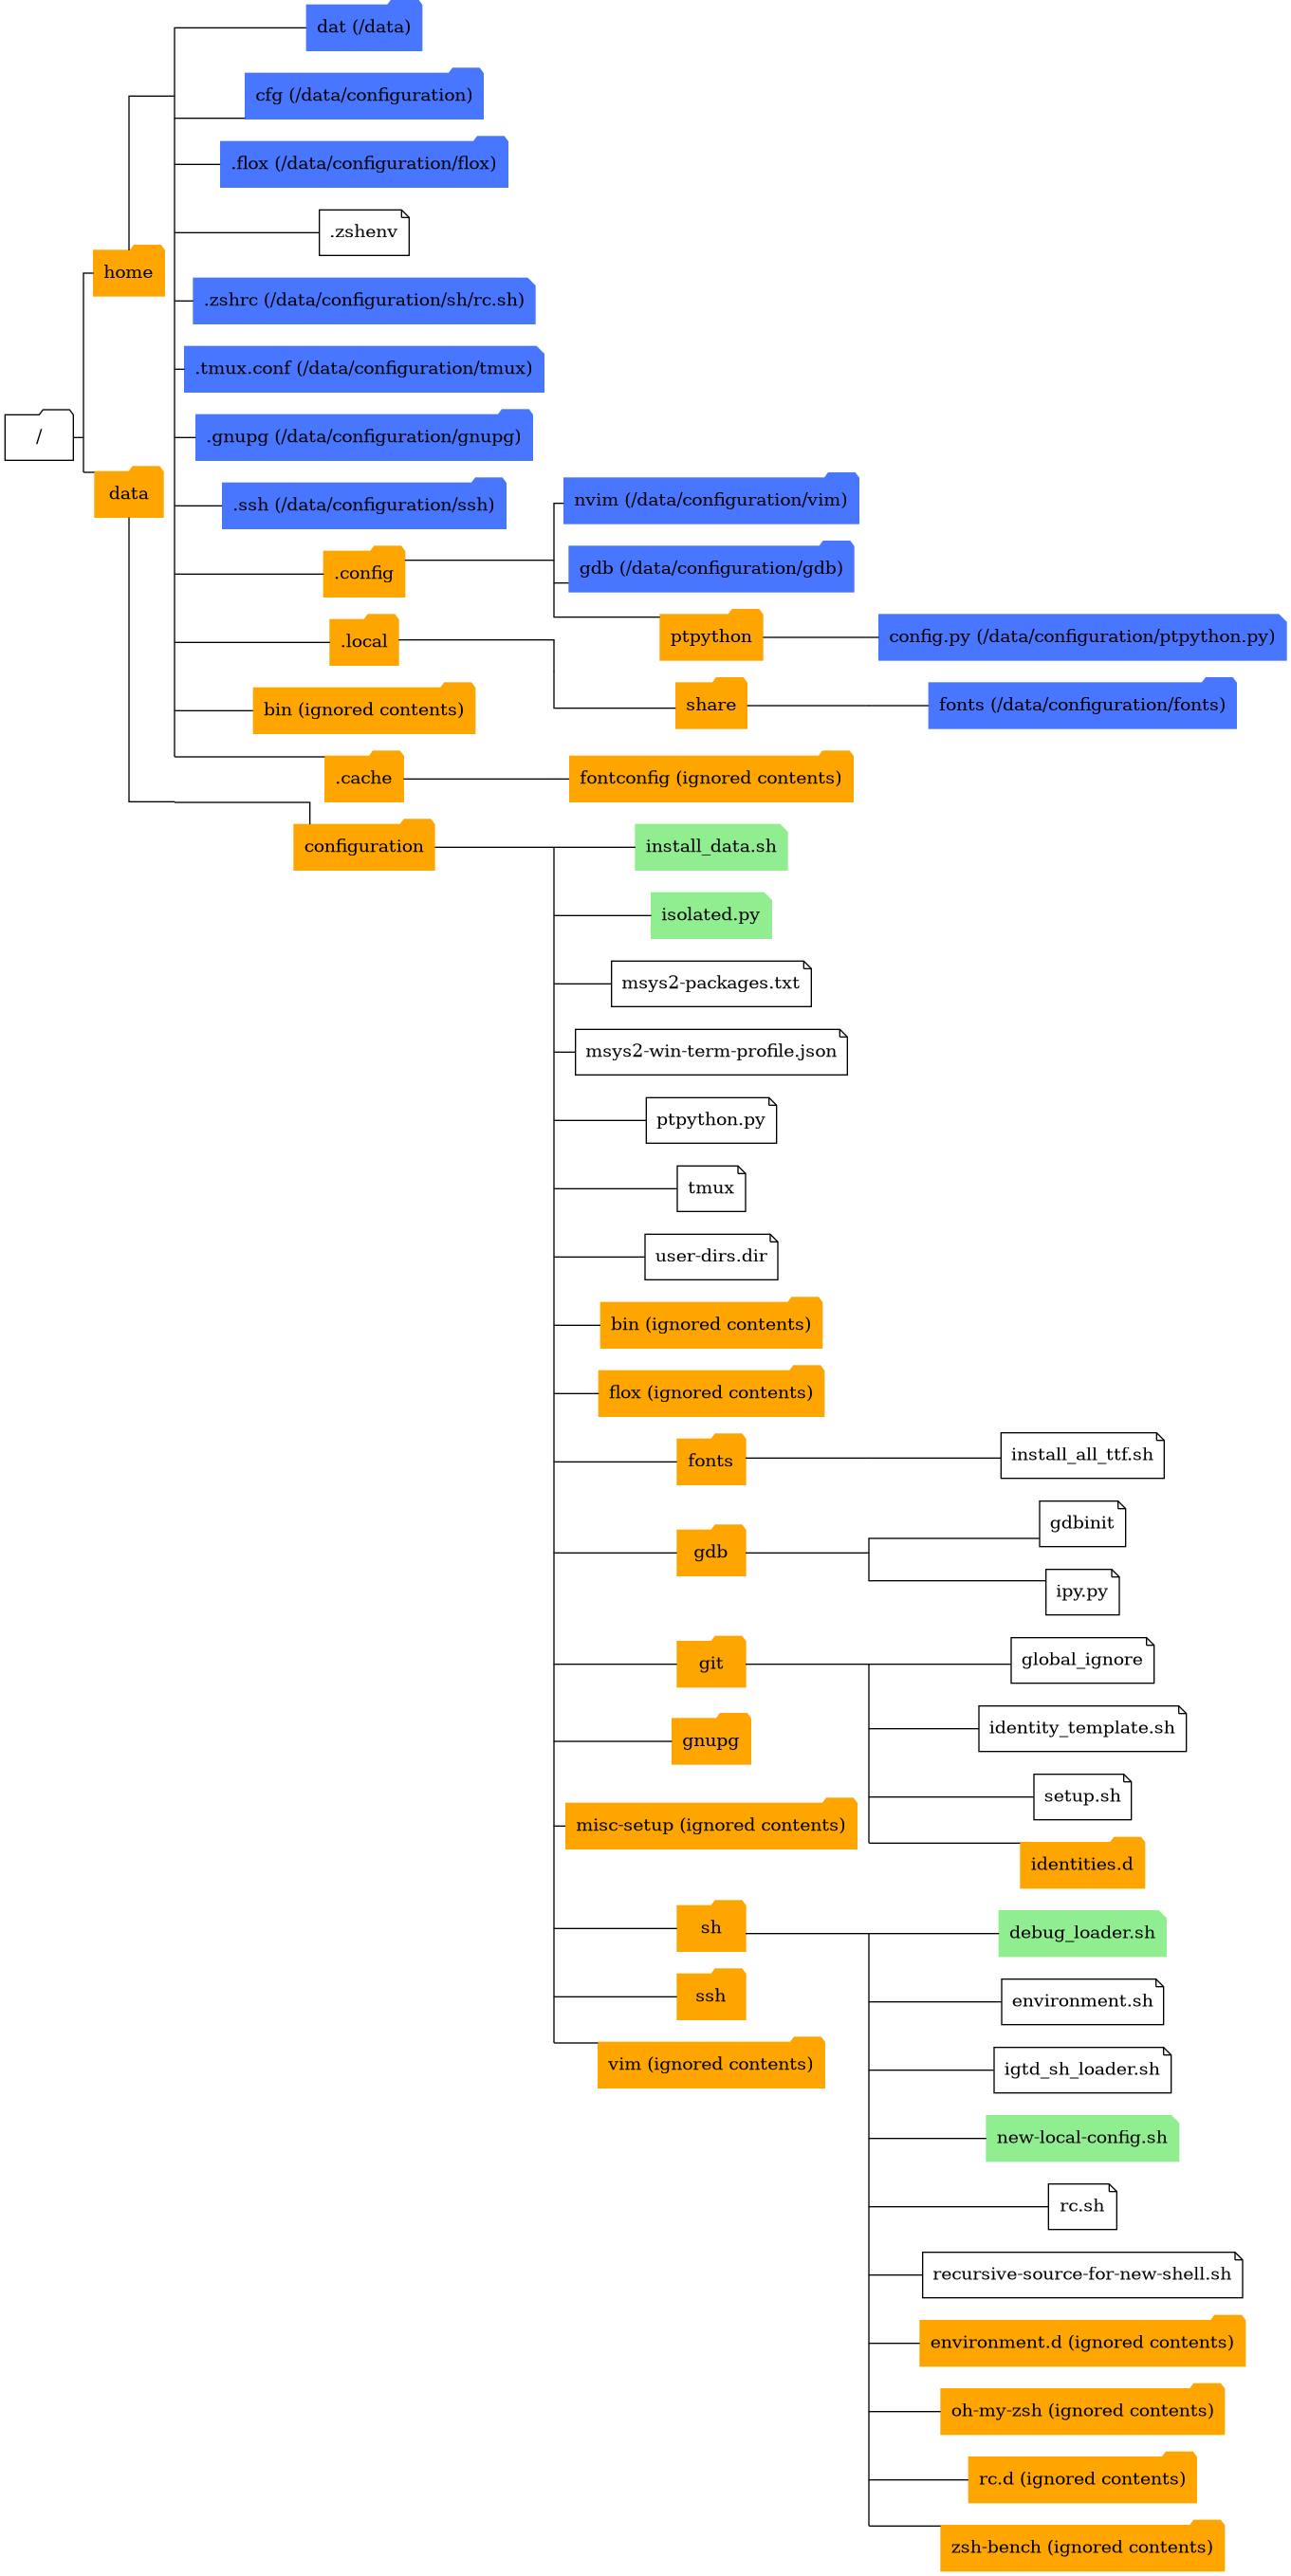 /
home
dat (/data)
cfg (/data/configuration)
.flox (/data/configuration/flox)
.zshenv
.zshrc (/data/configuration/sh/rc.sh)
.tmux.conf (/data/configuration/tmux)
.gnupg (/data/configuration/gnupg)
.ssh (/data/configuration/ssh)
.config
nvim (/data/configuration/vim)
gdb (/data/configuration/gdb)
ptpython
config.py (/data/configuration/ptpython.py)
.local
share
fonts (/data/configuration/fonts)
bin (ignored contents)
.cache
fontconfig (ignored contents)
data
configuration
install_data.sh
isolated.py
msys2-packages.txt
msys2-win-term-profile.json
ptpython.py
tmux
user-dirs.dir
bin (ignored contents)
flox (ignored contents)
fonts
install_all_ttf.sh
gdb
gdbinit
ipy.py
git
global_ignore
identity_template.sh
setup.sh
identities.d
gnupg
misc-setup (ignored contents)
sh
debug_loader.sh
environment.sh
igtd_sh_loader.sh
new-local-config.sh
rc.sh
recursive-source-for-new-shell.sh
environment.d (ignored contents)
oh-my-zsh (ignored contents)
rc.d (ignored contents)
zsh-bench (ignored contents)
ssh
vim (ignored contents)